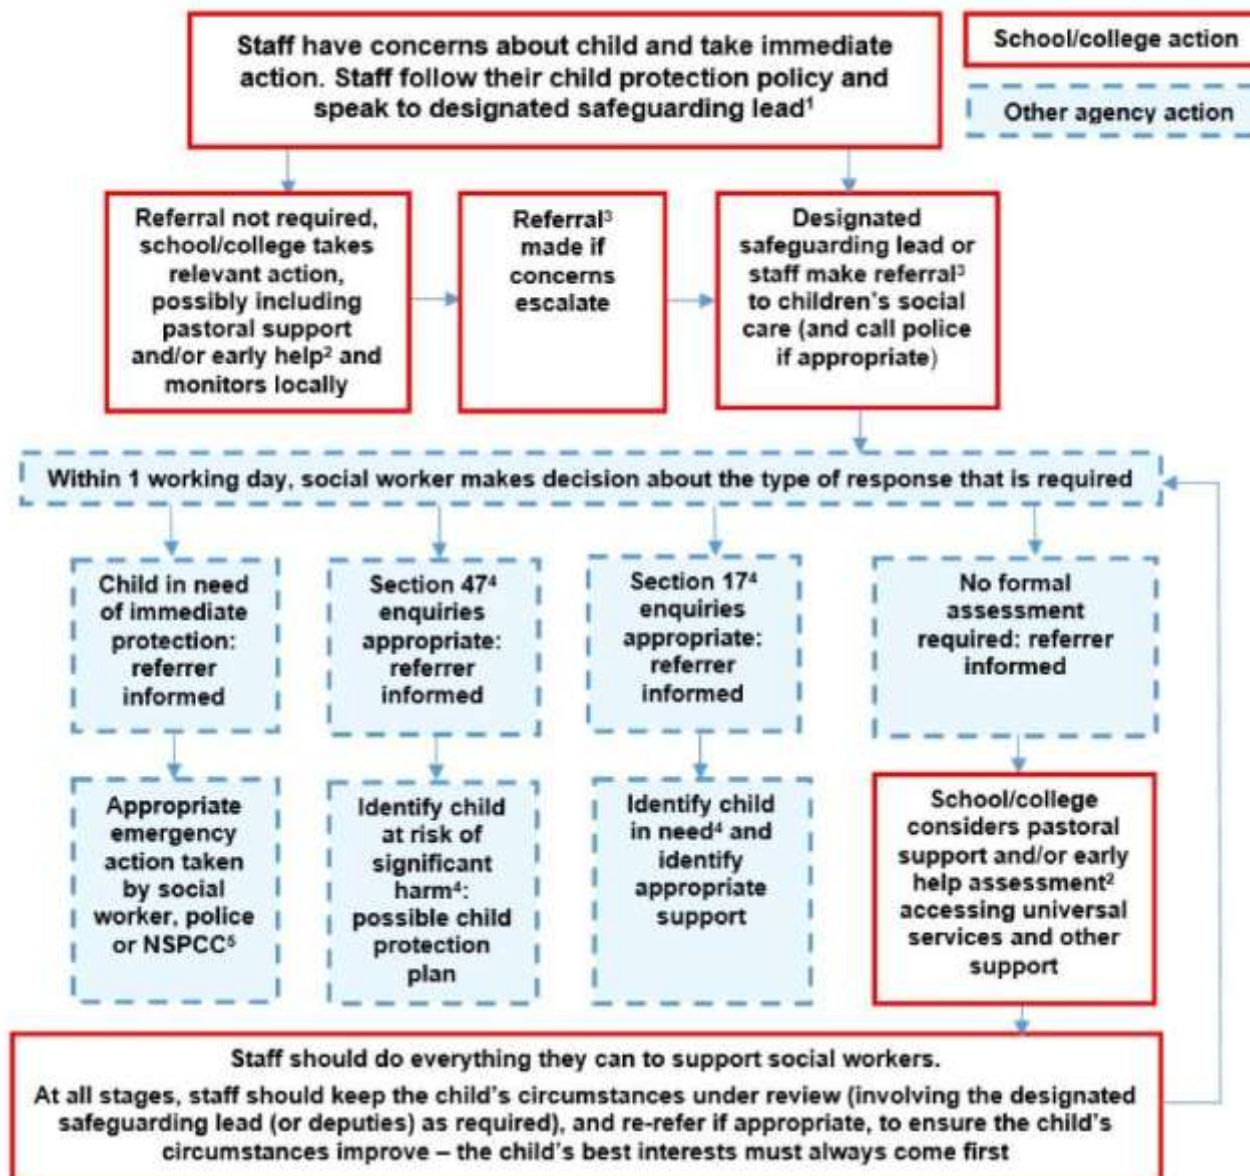 Staff have concerns about child and take immediate
action. Staff follow their child protection policy and
speak to designated safeguarding lead¹
School/college action
Other agency action
Referral not required,
school/college takes
relevant action,
possibly including
pastoral support
and/or early help² and
monitors locally
Referral³
made if
concerns
escalate
Designated
safeguarding lead or
staff make referral³
to children's social
care (and call police
if appropriate)
Within 1 working day, social worker makes decision about the type of response that is required
Child in need
of immediate
protection:
referrer
informed
Section 47⁴
enquiries
appropriate:
referrer
informed
Section 17⁴
enquiries
appropriate:
referrer
informed
No formal
assessment
required: referrer
informed
Appropriate
emergency
action taken
by social
worker, police
or NSPCC⁵
Identify child
at risk of
significant
harm⁴:
possible child
protection
plan
Identify child
in need⁴ and
identify
appropriate
support
School/college
considers pastoral
support and/or early
help assessment²
accessing universal
services and other
support
Staff should do everything they can to support social workers.
At all stages, staff should keep the child's circumstances under review (involving the designated
safeguarding lead (or deputies) as required), and re-refer if appropriate, to ensure the child's
circumstances improve – the child's best interests must always come first